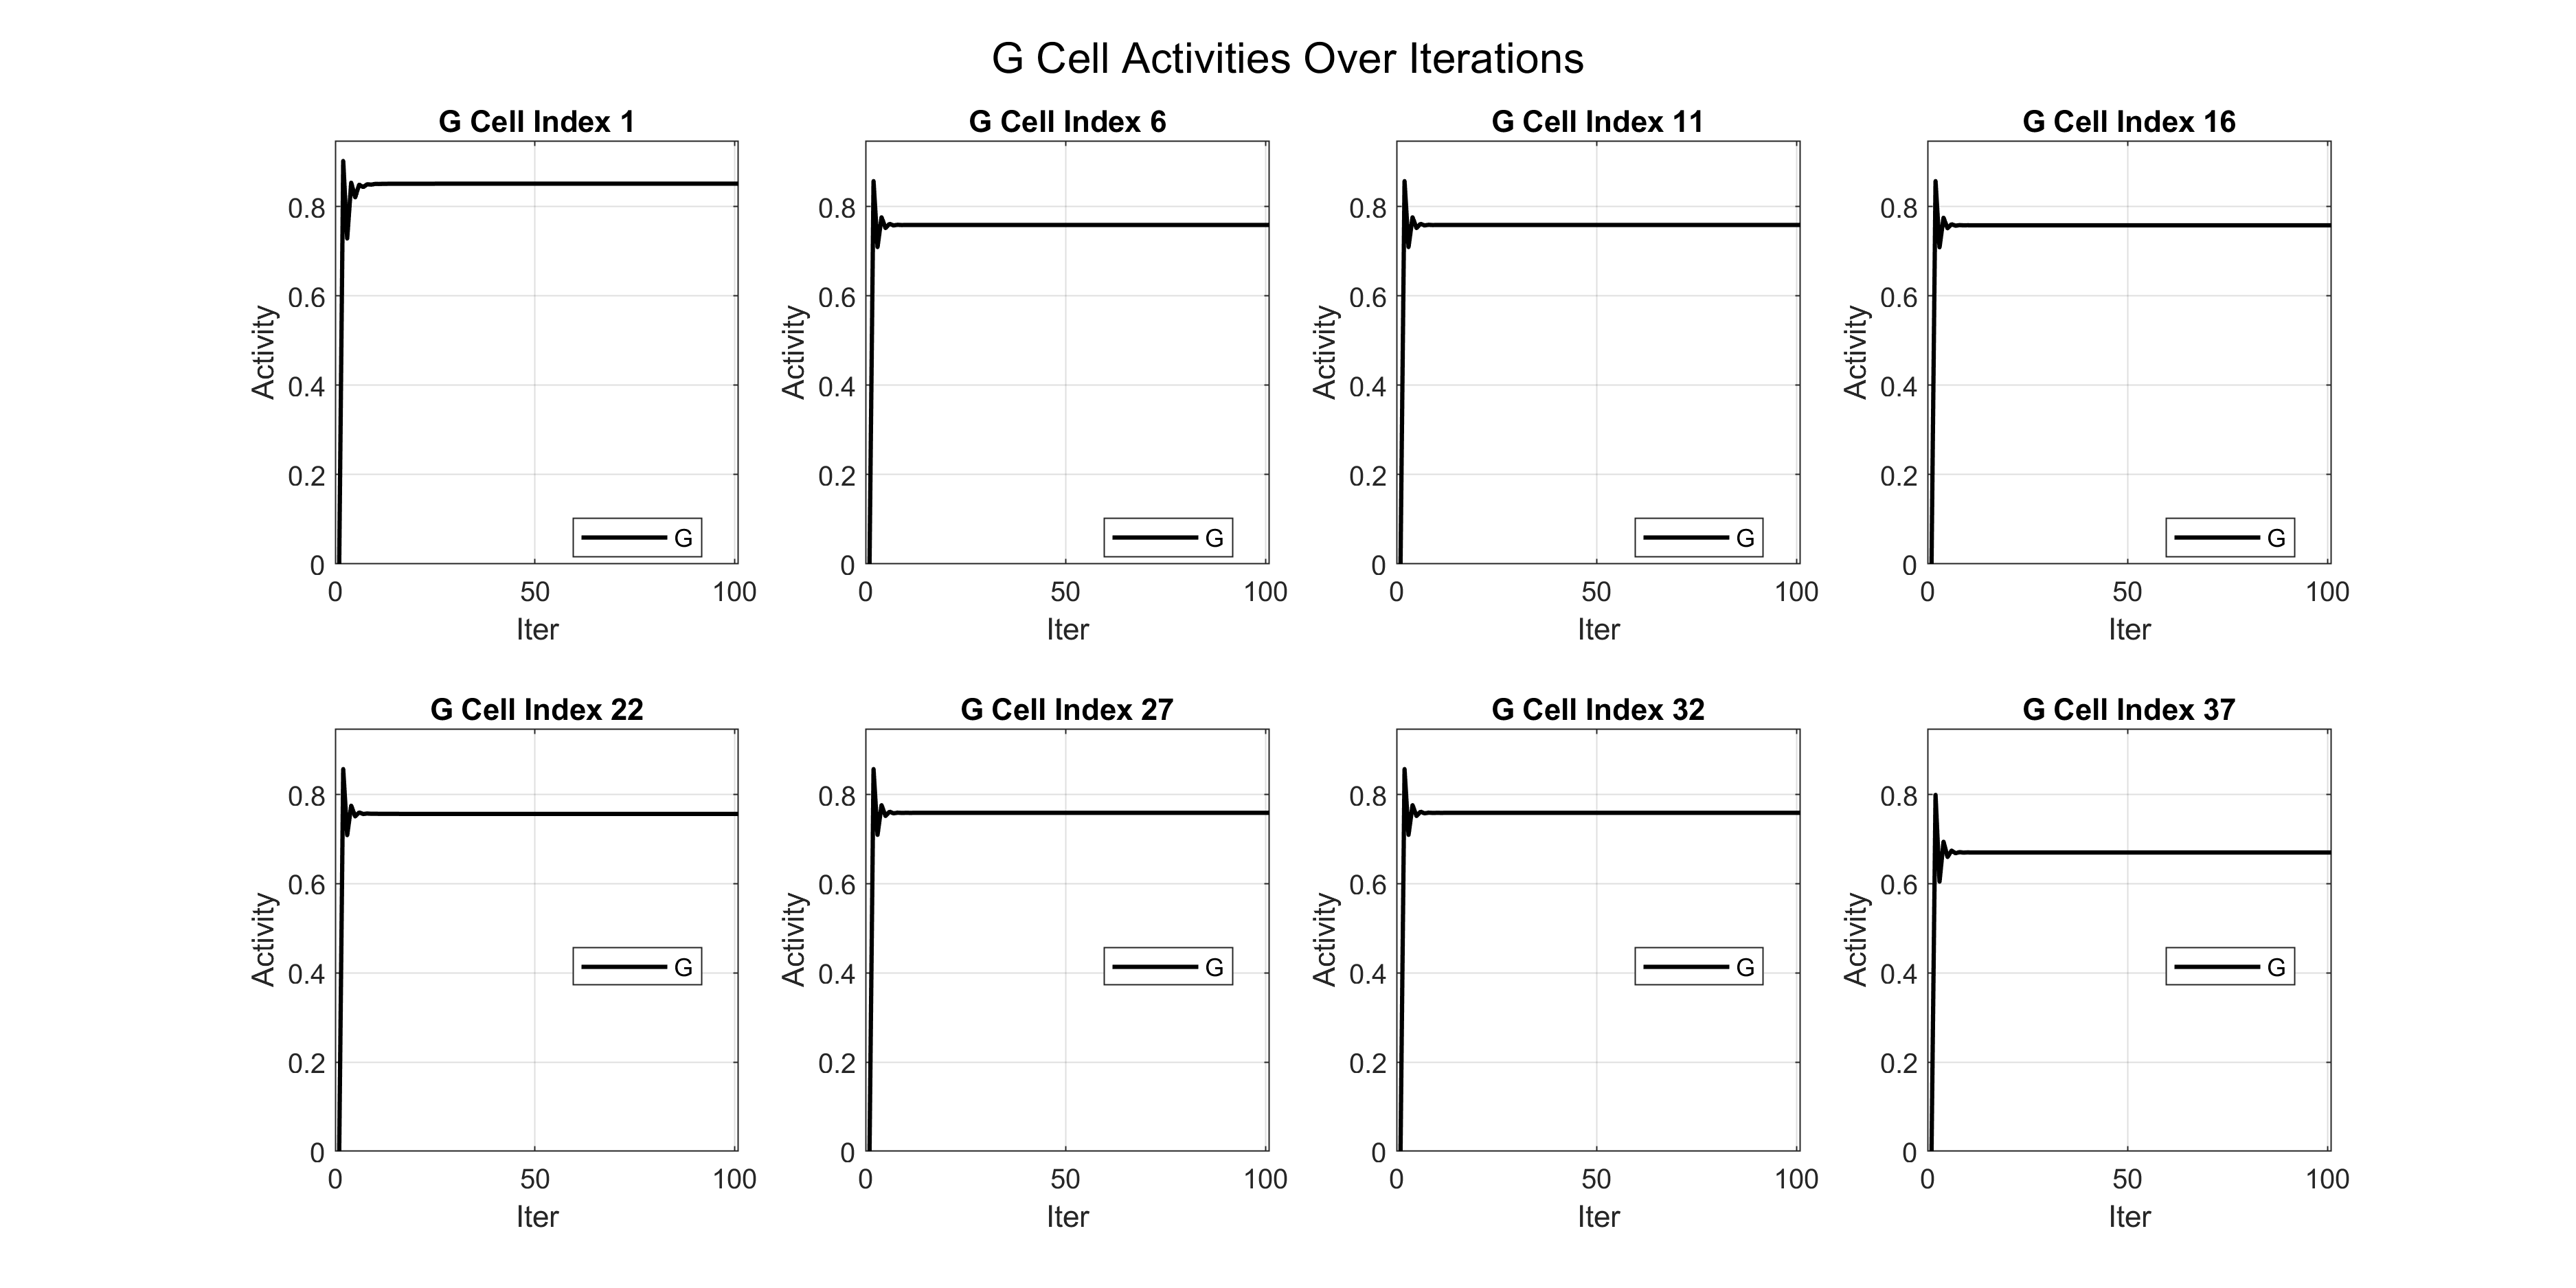 G Cell Activities Over Iterations
G Cell Index 1
Activity
0.8
0.6
0.4
0.2
0
G
0
50
100
Iter
G Cell Index 6
Activity
0.8
0.6
0.4
0.2
0
G
0
50
100
Iter
G Cell Index 11
Activity
0.8
0.6
0.4
0.2
0
G
0
50
100
Iter
G Cell Index 16
Activity
0.8
0.6
0.4
0.2
0
G
0
50
100
Iter
G Cell Index 22
Activity
0.8
0.6
0.4
0.2
0
G
0
50
100
Iter
G Cell Index 27
Activity
0.8
0.6
0.4
0.2
0
G
0
50
100
Iter
G Cell Index 32
Activity
0.8
0.6
0.4
0.2
0
G
0
50
100
Iter
G Cell Index 37
Activity
0.8
0.6
0.4
0.2
0
G
0
50
100
Iter